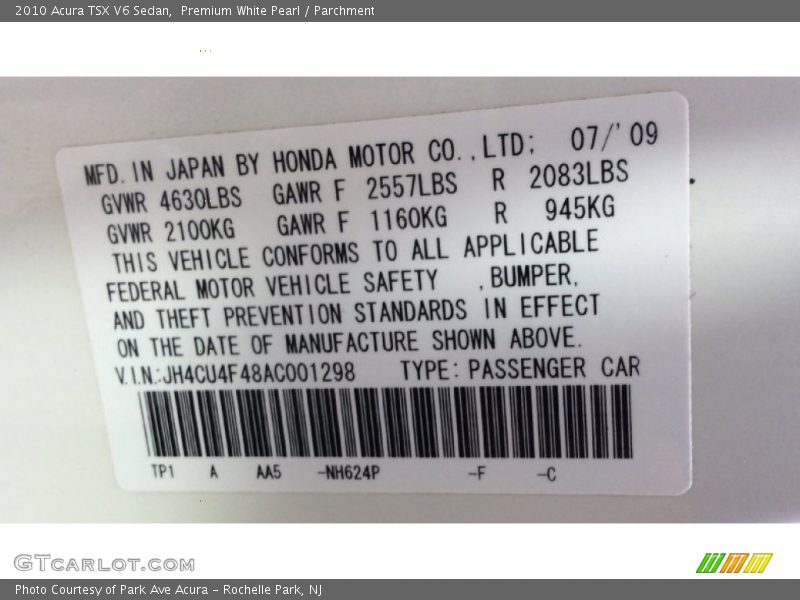 2010 Acura TSX V6 Sedan,  Premium White Pearl / Parchment
MFD. IN JAPAN BY HONDA MOTOR CO., LTD; 07/'09
GVWR 4630LBS GAWR F 2557LBS R 2083LBS
GVWR 2100KG GAWR F 1160KG R 945KG
THIS VEHICLE CONFORMS TO ALL APPLICABLE
FEDERAL MOTOR VEHICLE SAFETY , BUMPER,
AND THEFT PREVENTION STANDARDS IN EFFECT
ON THE DATE OF MANUFACTURE SHOWN ABOVE.
V.I.N.:JH4CU4F48AC001298 TYPE: PASSENGER CAR
TP1 A AA5 -NH624P -F -C
GTCARLOT.COM
Photo Courtesy of Park Ave Acura - Rochelle Park, NJ